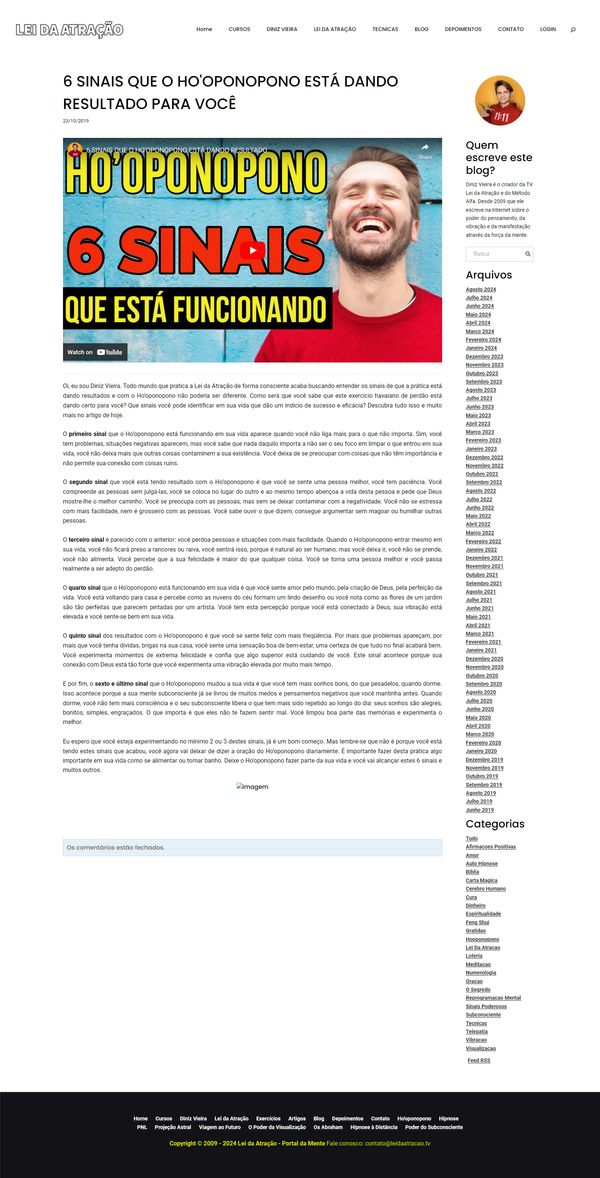 LEI DA ATRAÇÃO
Home CURSOS DINIZ VIEIRA LEI DA ATRAÇÃO TECNICAS BLOG DEPOIMENTOS CONTATO LOGIN
6 SINAIS QUE O HO'OPONOPONO ESTÁ DANDO
RESULTADO PARA VOCÊ
23/10/2019
6 SINAIS QUE O HO'OPONOPONO ESTÁ DANDO RESULTADO
Share
HO'OPONOPONO
6 SINAIS
QUE ESTÁ FUNCIONANDO
Watch on YouTube
Oi, eu sou Diniz Vieira. Todo mundo que pratica a Lei da Atração de forma consciente acaba buscando entender os sinais de que a prática está
dando resultados e com o Ho'oponopono não poderia ser diferente. Como será que você sabe que este exercício havaiano de perdão está
dando certo para você? Que sinais você pode identificar em sua vida que dão um indício de sucesso e eficácia? Descubra tudo isso e muito
mais no artigo de hoje.
O primeiro sinal que o Ho'oponopono está funcionando em sua vida aparece quando você não liga mais para o que não importa. Sim, você
tem problemas, situações negativas aparecem, mas você sabe que nada daquilo importa a não ser o seu foco em limpar o que entrou em sua
vida, você não deixa mais que outras coisas contaminem a sua existência. Você deixa de se preocupar com coisas que não têm importância e
não permite sua conexão com coisas ruins.
O segundo sinal que você está tendo resultado com o Ho'oponopono é que você se sente uma pessoa melhor, você tem paciência. Você
compreende as pessoas sem julgá-las, você se coloca no lugar do outro e ao mesmo tempo abençoa a vida desta pessoa e pede que Deus
mostre-lhe o melhor caminho. Você se preocupa com as pessoas, mas sem se deixar contaminar com a negatividade. Você não se estressa
com mais facilidade, nem é grosseiro com as pessoas. Você sabe ouvir o que dizem, consegue argumentar sem magoar ou humilhar outras
pessoas.
O terceiro sinal é parecido com o anterior: você perdoa pessoas e situações com mais facilidade. Quando o Ho'oponopono entrar mesmo em
sua vida, você não ficará preso a rancores ou raiva, você sentirá isso, porque é natural ao ser humano, mas você deixa ir, você não se prende,
você não alimenta. Você percebe que a sua felicidade é maior do que qualquer coisa. Você se torna uma pessoa melhor e você passa
realmente a ser adepto do perdão.
O quarto sinal que o Ho'oponopono está funcionando em sua vida é que você sente amor pelo mundo, pela criação de Deus, pela perfeição da
vida. Você está voltando para casa e percebe como as nuvens do céu formam um lindo desenho ou você nota como as flores de um jardim
são tão perfeitas que parecem pintadas por um artista. Você tem esta percepção porque você está conectado a Deus, sua vibração está
elevada e você sente-se bem em sua vida.
O quinto sinal dos resultados com o Ho'oponopono é que você se sente feliz com mais freqüência. Por mais que problemas apareçam, por
mais que você tenha dívidas, brigas na sua casa, você sente uma sensação boa de bem-estar, uma certeza de que tudo no final acabará bem.
Você experimenta momentos de extrema felicidade e confia que algo superior está cuidando de você. Este sinal acontece porque sua
conexão com Deus está tão forte que você experimenta uma vibração elevada por muito mais tempo.
E por fim, o sexto e último sinal que o Ho'oponopono mudou a sua vida é que você tem mais sonhos bons, do que pesadelos, quando dorme.
Isso acontece porque a sua mente subconsciente já se livrou de muitos medos e pensamentos negativos que você mantinha antes. Quando
dorme, você não tem mais consciência e o seu subconsciente libera o que tem mais sido repetido ao longo do dia: seus sonhos são alegres,
bonitos, simples, engraçados. O que importa é que eles não te fazem sentir mal. Você limpou boa parte das memórias e experimenta o
melhor.
Eu espero que você esteja experimentando no mínimo 2 ou 3 destes sinais, já é um bom começo. Mas lembre-se que não é porque você está
tendo estes sinais que acabou, você agora vai deixar de dizer a oração do Ho'oponopono diariamente. É importante fazer desta prática algo
importante em sua vida como se alimentar ou tomar banho. Deixe o Ho'oponopono fazer parte da sua vida e você vai alcançar estes 6 sinais e
muitos outros.
Imagem
Os comentários estão fechados.
11:11
Quem
escreve este
blog?
Diniz Vieira é o criador da TV
Lei da Atração e do Método
Alfa. Desde 2009 que ele
escreve na Internet sobre o
poder do pensamento, da
vibração e da manifestação
através da força da mente.
Busca
Arquivos
Agosto 2024
Julho 2024
Junho 2024
Maio 2024
Abril 2024
Março 2024
Fevereiro 2024
Janeiro 2024
Dezembro 2023
Novembro 2023
Outubro 2023
Setembro 2023
Agosto 2023
Julho 2023
Junho 2023
Maio 2023
Abril 2023
Março 2023
Fevereiro 2023
Janeiro 2023
Dezembro 2022
Novembro 2022
Outubro 2022
Setembro 2022
Agosto 2022
Julho 2022
Junho 2022
Maio 2022
Abril 2022
Março 2022
Fevereiro 2022
Janeiro 2022
Dezembro 2021
Novembro 2021
Outubro 2021
Setembro 2021
Agosto 2021
Julho 2021
Junho 2021
Maio 2021
Abril 2021
Março 2021
Fevereiro 2021
Janeiro 2021
Dezembro 2020
Novembro 2020
Outubro 2020
Setembro 2020
Agosto 2020
Julho 2020
Junho 2020
Maio 2020
Abril 2020
Março 2020
Fevereiro 2020
Janeiro 2020
Dezembro 2019
Novembro 2019
Outubro 2019
Setembro 2019
Agosto 2019
Julho 2019
Junho 2019
Categorias
Tudo
Afirmacoes Positivas
Amor
Auto Hipnose
Biblia
Carta Magica
Cerebro Humano
Cura
Dinheiro
Espiritualidade
Feng Shui
Gratidao
Hooponopono
Lei Da Atracao
Loteria
Meditacao
Numerologia
Oracao
O Segredo
Reprogramacao Mental
Sinais Poderosos
Subconsciente
Tecnicas
Telepatia
Vibracao
Visualizacao
Feed RSS
Home Cursos Diniz Vieira Lei da Atração Exercícios Artigos Blog Depoimentos Contato Ho'oponopono Hipnose
PNL Projeção Astral Viagem ao Futuro O Poder da Visualização Os Abraham Hipnose à Distância Poder do Subconsciente
Copyright © 2009 - 2024 Lei da Atração - Portal da Mente Fale conosco: contato@leidaatracao.tv